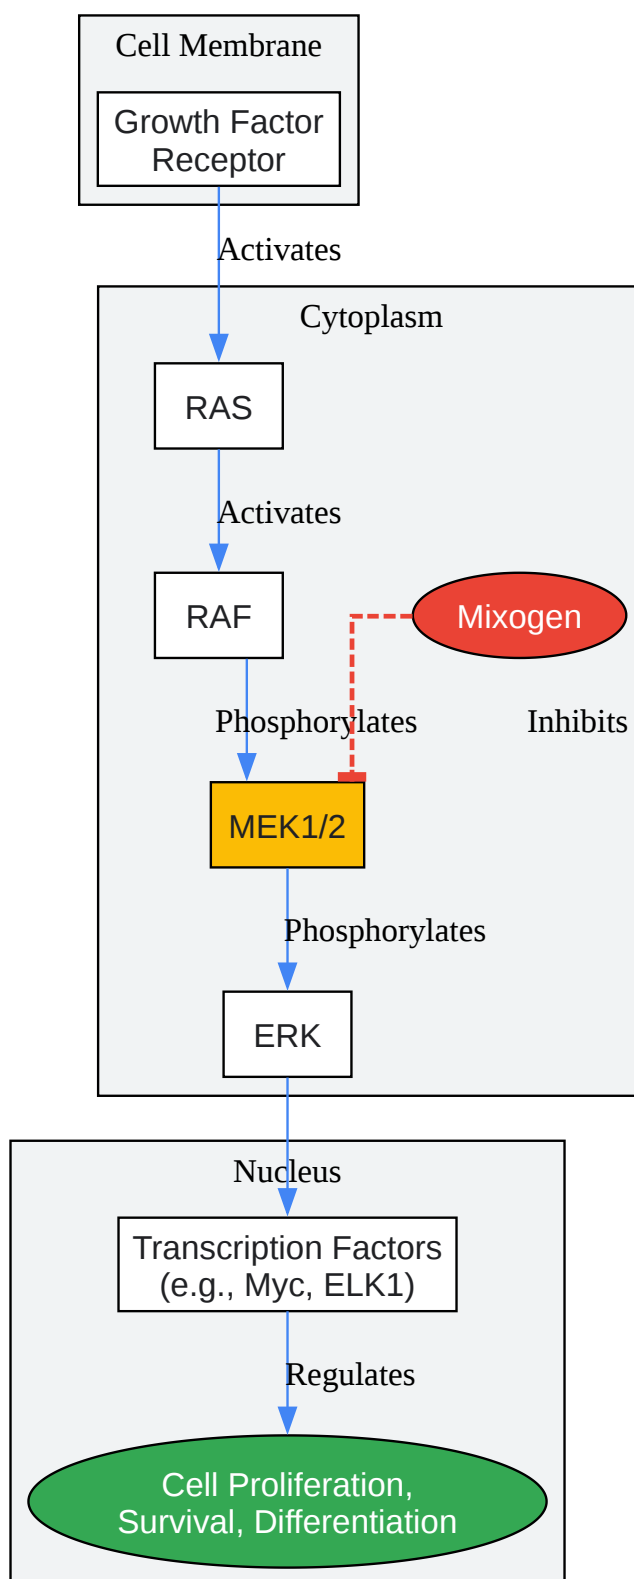 Cell Membrane
Growth Factor
Receptor
Activates
Cytoplasm
RAS
Activates
RAF
Mixogen
Phosphorylates
Inhibits
MEK1/2
Phosphorylates
ERK
Nucleus
Transcription Factors
(e.g., Myc, ELK1)
Regulates
Cell Proliferation,
Survival, Differentiation